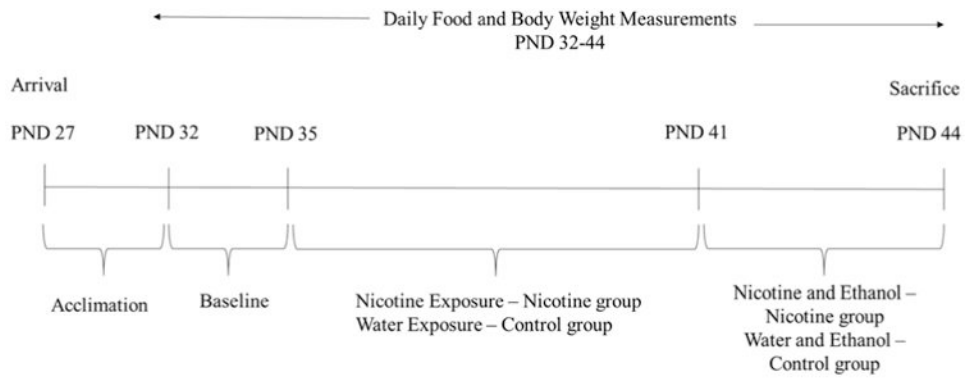 Daily Food and Body Weight Measurements
PND 32-44
Arrival
Sacrifice
PND 27
PND 32
PND 35
PND 41
PND 44
Acclimation
Baseline
Nicotine Exposure – Nicotine group
Water Exposure – Control group
Nicotine and Ethanol –
Nicotine group
Water and Ethanol –
Control group